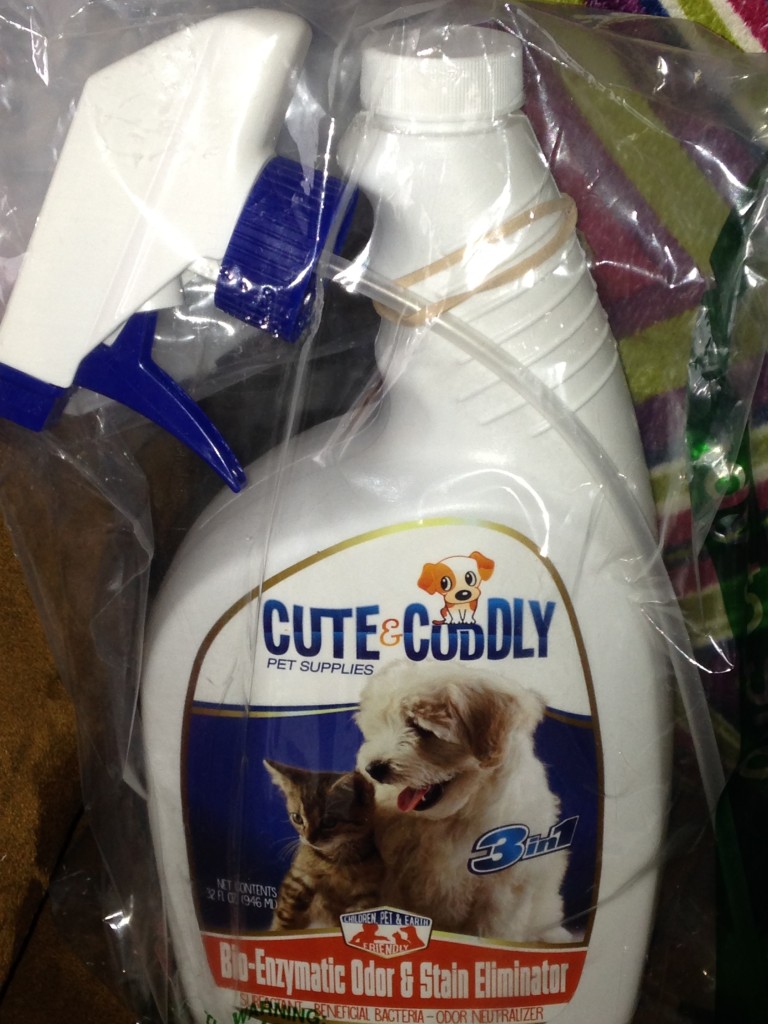 CUTE & CUDDLY
PET SUPPLIES
3in1
NET CONTENTS
32 FL OZ (946 ML)
CHILDREN, PET & EARTH
FRIENDLY
Bio-Enzymatic Odor & Stain Eliminator
SURFACTANT - BENEFICIAL BACTERIA - ODOR NEUTRALIZER
WARNING: